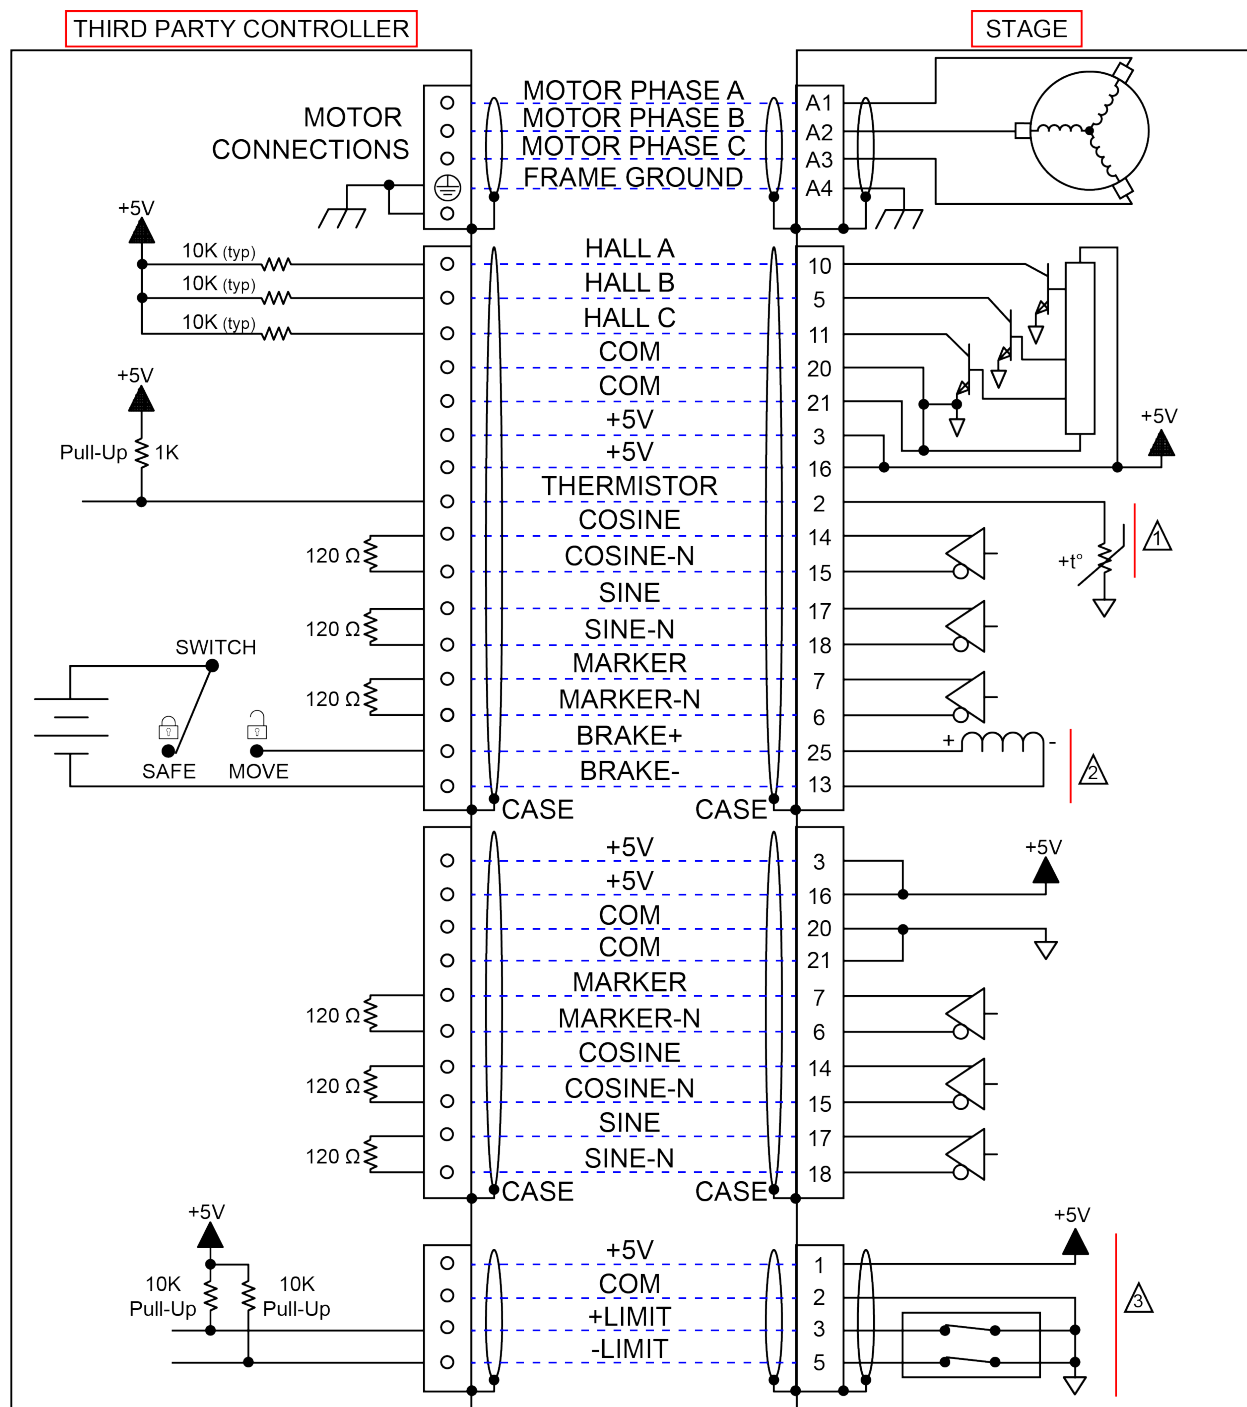 THIRD PARTY CONTROLLER
STAGE
MOTOR CONNECTIONS
MOTOR PHASE A
A1
MOTOR PHASE B
A2
MOTOR PHASE C
A3
FRAME GROUND
A4
+5V
10K (typ)
HALL A
10
10K (typ)
HALL B
5
10K (typ)
HALL C
11
COM
20
+5V
COM
21
+5V
3
+5V
Pull-Up
1K
+5V
16
THERMISTOR
2
COSINE
14
1
120 Ω
COSINE-N
15
+t°
SINE
17
120 Ω
SINE-N
18
SWITCH
MARKER
7
120 Ω
MARKER-N
6
BRAKE+
25
+
-
SAFE
MOVE
BRAKE-
13
2
CASE
CASE
+5V
3
+5V
+5V
16
COM
20
COM
21
MARKER
7
120 Ω
MARKER-N
6
COSINE
14
120 Ω
COSINE-N
15
SINE
17
120 Ω
SINE-N
18
CASE
CASE
+5V
+5V
+5V
1
10K
Pull-Up
10K
Pull-Up
COM
2
3
+LIMIT
3
-LIMIT
5